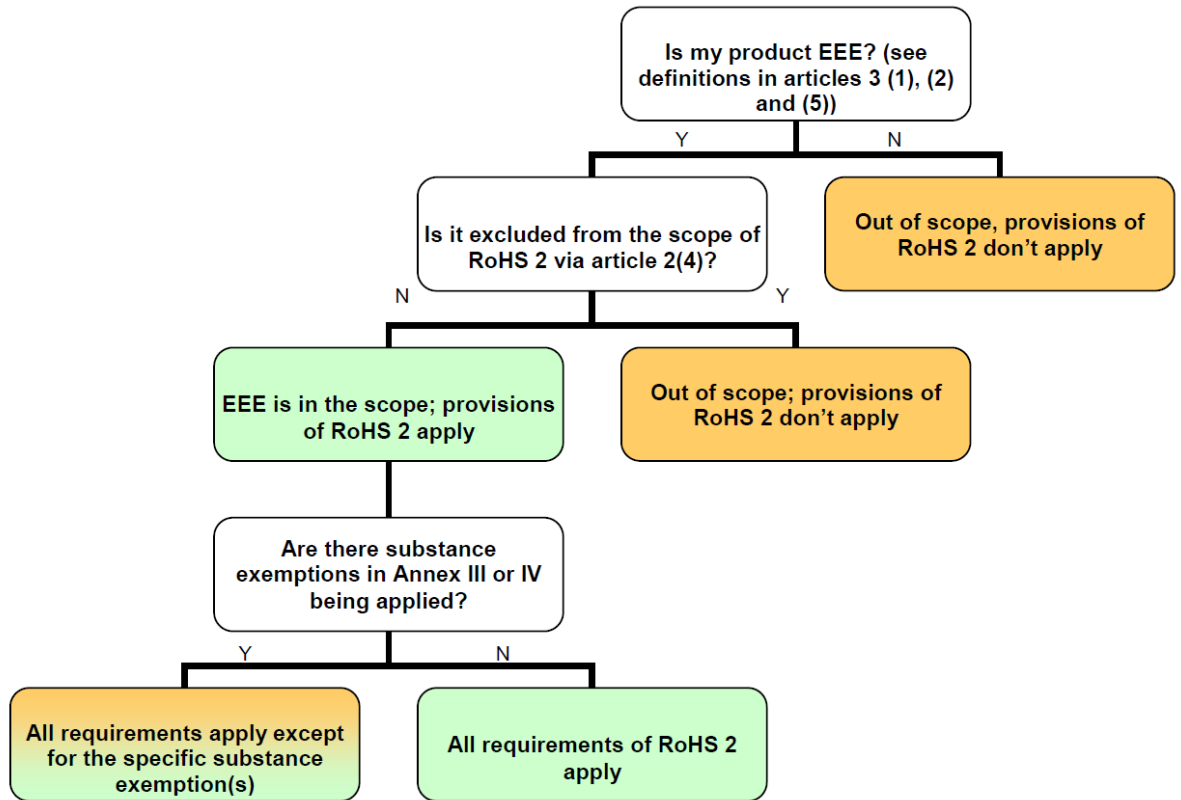 Is my product EEE? (see
definitions in articles 3 (1), (2)
and (5))
Y
N
Is it excluded from the scope of
RoHS 2 via article 2(4)?
Out of scope, provisions of
RoHS 2 don’t apply
N
Y
EEE is in the scope; provisions
of RoHS 2 apply
Out of scope; provisions of
RoHS 2 don’t apply
Are there substance
exemptions in Annex III or IV
being applied?
Y
N
All requirements apply except
for the specific substance
exemption(s)
All requirements of RoHS 2
apply